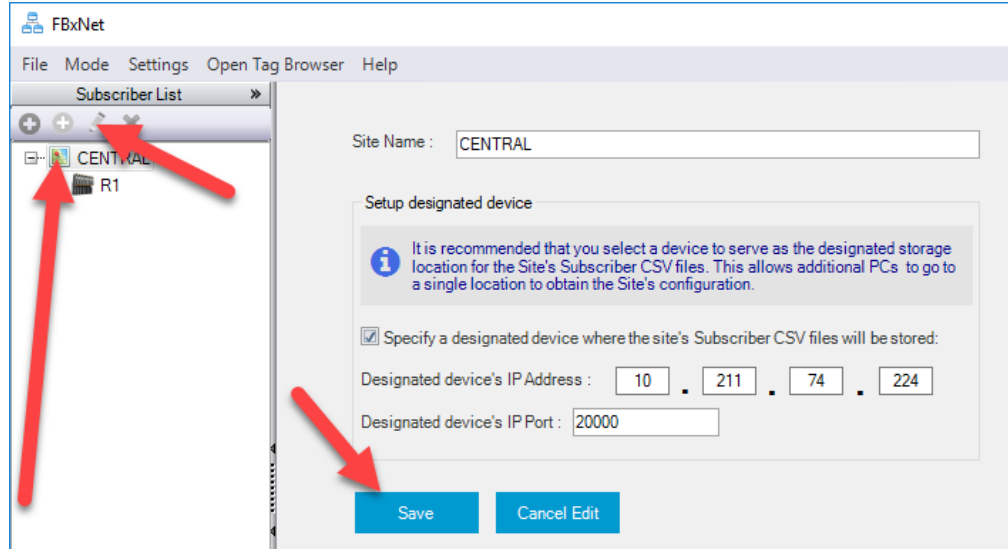 FBxNet
File Mode Settings Open Tag Browser Help
Subscriber List »
CENTRAL
R1
Site Name : CENTRAL
Setup designated device
It is recommended that you select a device to serve as the designated storage
location for the Site's Subscriber CSV files. This allows additional PCs to go to
a single location to obtain the Site's configuration.
Specify a designated device where the site's Subscriber CSV files will be stored:
Designated device's IP Address : 10 . 211 . 74 . 224
Designated device's IP Port : 20000
Save Cancel Edit